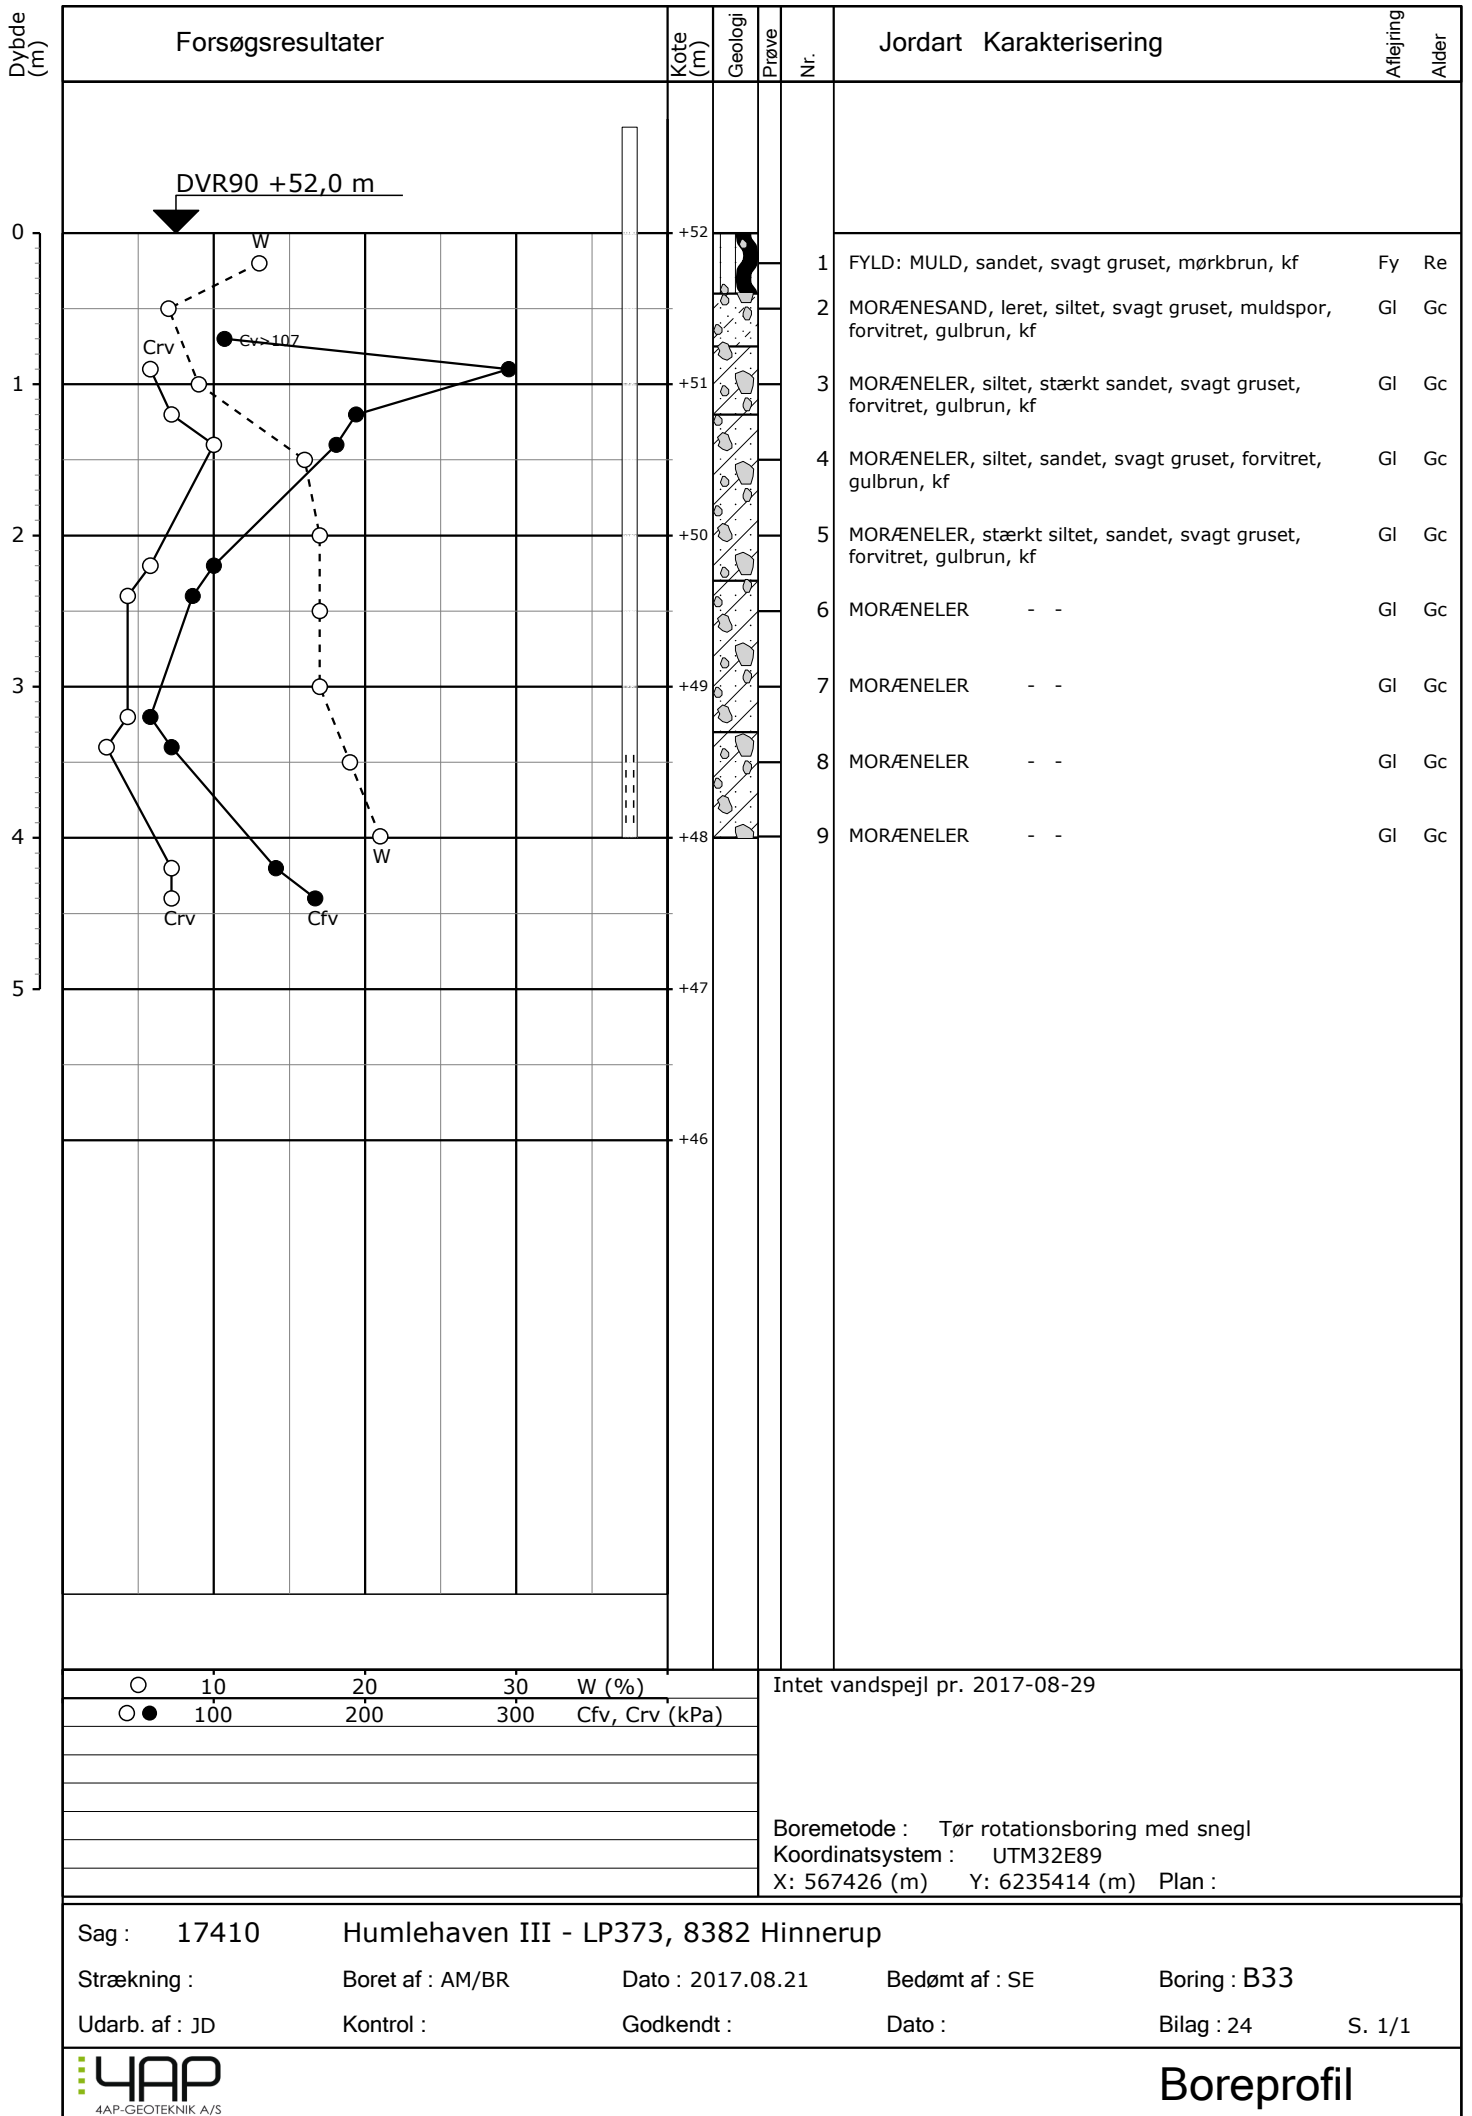 Dybde (m)
Forsøgsresultater
Kote (m)
Geologi
Prøve
Nr.
Jordart Karakterisering
Aflejring
Alder
DVR90 +52,0 m
0
W
+52
1 FYLD: MULD, sandet, svagt gruset, mørkbrun, kf Fy Re
2 MORÆNESAND, leret, siltet, svagt gruset, muldspor, Gl Gc
forvitret, gulbrun, kf
Cv>107
Crv
1
+51
3 MORÆNELER, siltet, stærkt sandet, svagt gruset, Gl Gc
forvitret, gulbrun, kf
4 MORÆNELER, siltet, sandet, svagt gruset, forvitret, Gl Gc
gulbrun, kf
2
+50
5 MORÆNELER, stærkt siltet, sandet, svagt gruset, Gl Gc
forvitret, gulbrun, kf
6 MORÆNELER - - Gl Gc
3
+49
7 MORÆNELER - - Gl Gc
8 MORÆNELER - - Gl Gc
4
+48
9 MORÆNELER - - Gl Gc
W
Crv
Cfv
5
+47
+46
10 20 30 W (%)
100 200 300 Cfv, Crv (kPa)
Intet vandspejl pr. 2017-08-29
Boremetode : Tør rotationsboring med snegl
Koordinatsystem : UTM32E89
X: 567426 (m) Y: 6235414 (m) Plan :
Sag : 17410 Humlehaven III - LP373, 8382 Hinnerup
Strækning : Boret af : AM/BR Dato : 2017.08.21 Bedømt af : SE Boring : B33
Udarb. af : JD Kontrol : Godkendt : Dato : Bilag : 24 S. 1/1
4AP
4AP-GEOTEKNIK A/S
Boreprofil